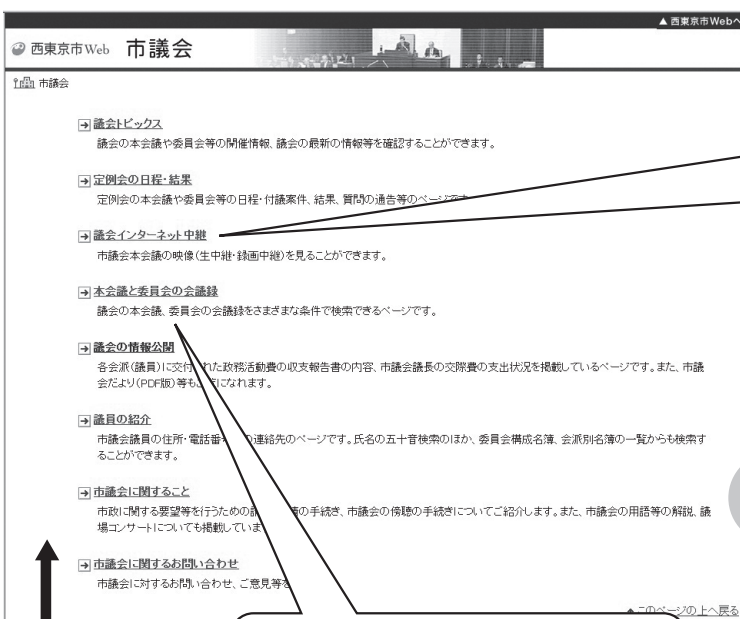 ▲ 西東京市Webへ
西東京市Web 市議会
市議会
議会トピックス
議会の本会議や委員会等の開催情報、議会の最新の情報等を確認することができます。
定例会の日程・結果
定例会の本会議や委員会等の日程・付議案件、結果、質問の通告等のページです
議会インターネット中継
市議会本会議の映像(生中継・録画中継)を見ることができます。
本会議と委員会の会議録
議会の本会議、委員会の会議録をさまざまな条件で検索できるページです。
議会の情報公開
各会派(議員)に交付 れた政務活動費の収支報告書の内容、市議会議長の交際費の支出状況を掲載しているページです。また、市議
会だより(PDF版)等も になれます。
議員の紹介
市議会議員の住所・電話番 の連絡先のページです。氏名の五十音検索のほか、委員会構成名簿、会派別名簿の一覧からも検索す
ることができます。
市議会に関すること
市政に関する要望等を行うための の手続き、市議会の傍聴の手続きについてご紹介します。また、市議会の用語等の解説、議
場コンサートについても掲載していま
市議会に関するお問い合わせ
市議会に対するお問い合わせ、ご意見等を
▲このページの上へ戻る